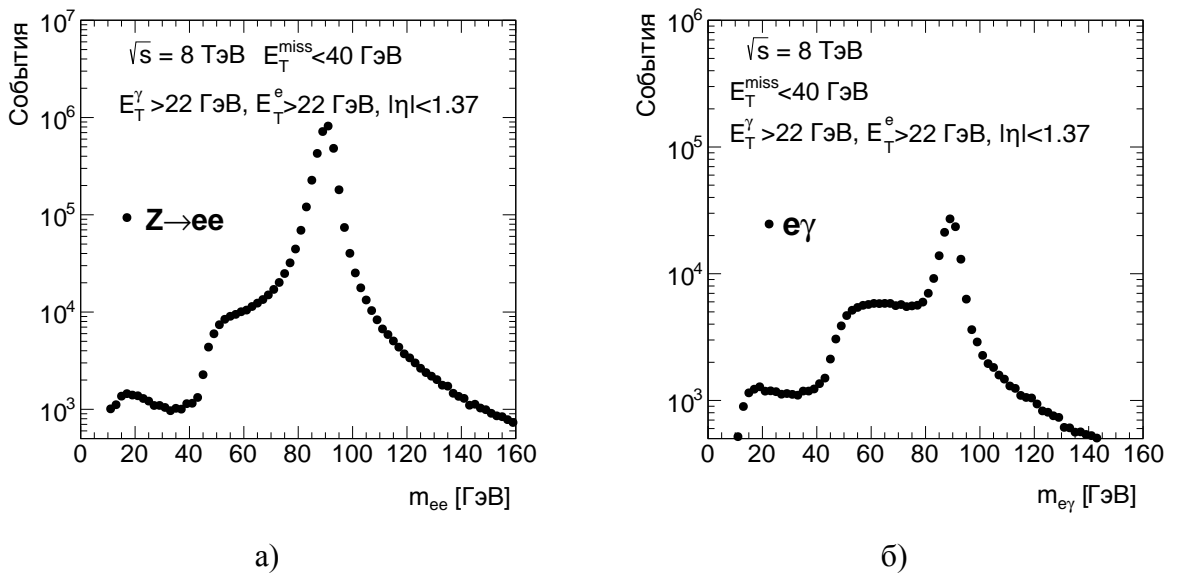 События
10^7
10^6
10^5
10^4
10^3
√s = 8 ТэВ E_T^miss<40 ГэВ
E_T^γ >22 ГэВ, E_T^e>22 ГэВ, |η|<1.37
Z→ee
0 20 40 60 80 100 120 140 160
m_ee [ГэВ]
а)
События
10^6
10^5
10^4
10^3
√s = 8 ТэВ
E_T^miss<40 ГэВ
E_T^γ >22 ГэВ, E_T^e>22 ГэВ, |η|<1.37
eγ
0 20 40 60 80 100 120 140 160
m_eγ [ГэВ]
б)